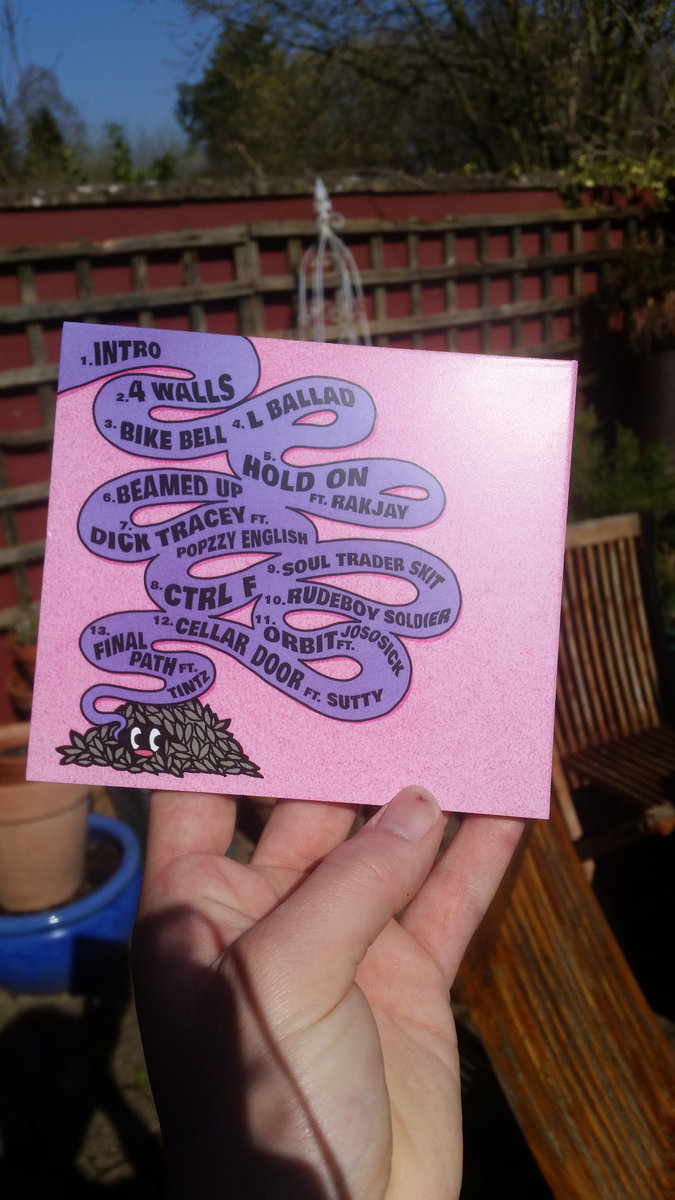 1. INTRO
2. 4 WALLS
3. BIKE BELL
4. L BALLAD
5. HOLD ON
FT. RAKJAY
6. BEAMED UP
7. DICK TRACEY FT.
POPZZY ENGLISH
8. CTRL F
9. SOUL TRADER SKIT
10. RUDEBOY SOLDIER
11. ORBIT FT. JOSOSICK
12. CELLAR DOOR FT. SUTTY
13. FINAL
PATH FT.
TINTZ